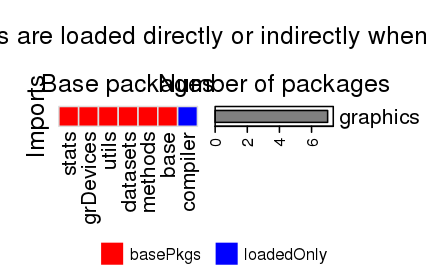 s are loaded directly or indirectly when
Base packages
Number of packages
Imports
graphics
0 2 4 6
stats
grDevices
utils
datasets
methods
base
compiler
basePkgs
loadedOnly